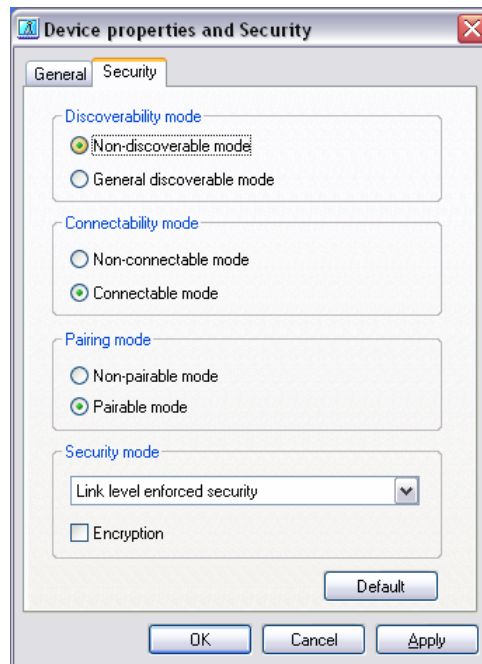 Device properties and Security
General Security
Discoverability mode
Non-discoverable mode
General discoverable mode
Connectability mode
Non-connectable mode
Connectable mode
Pairing mode
Non-pairable mode
Pairable mode
Security mode
Link level enforced security
Encryption
Default
OK Cancel Apply